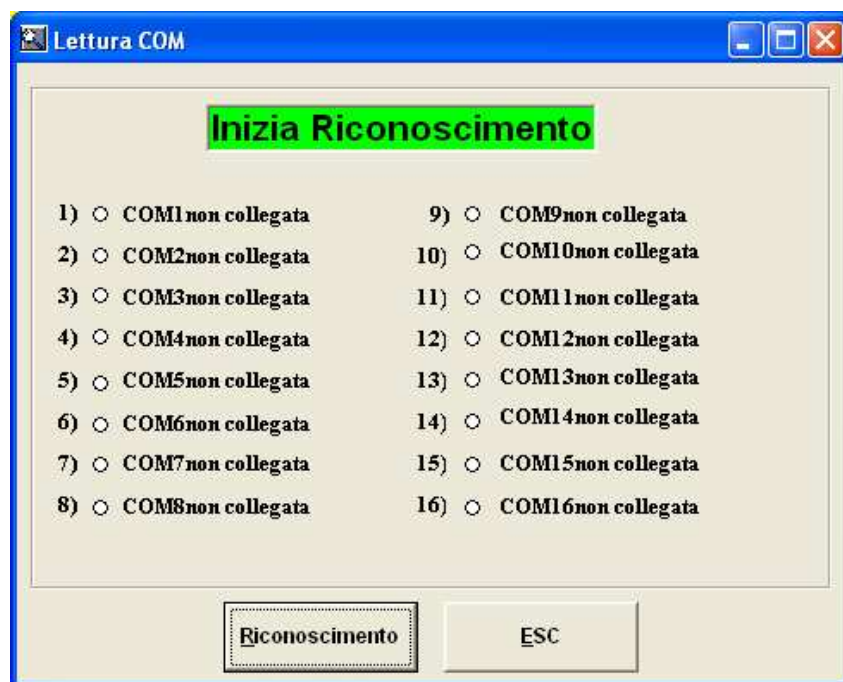 Lettura COM
Inizia Riconoscimento
1) COM1non collegata
2) COM2non collegata
3) COM3non collegata
4) COM4non collegata
5) COM5non collegata
6) COM6non collegata
7) COM7non collegata
8) COM8non collegata
9) COM9non collegata
10) COM10non collegata
11) COM11non collegata
12) COM12non collegata
13) COM13non collegata
14) COM14non collegata
15) COM15non collegata
16) COM16non collegata
Riconoscimento
ESC